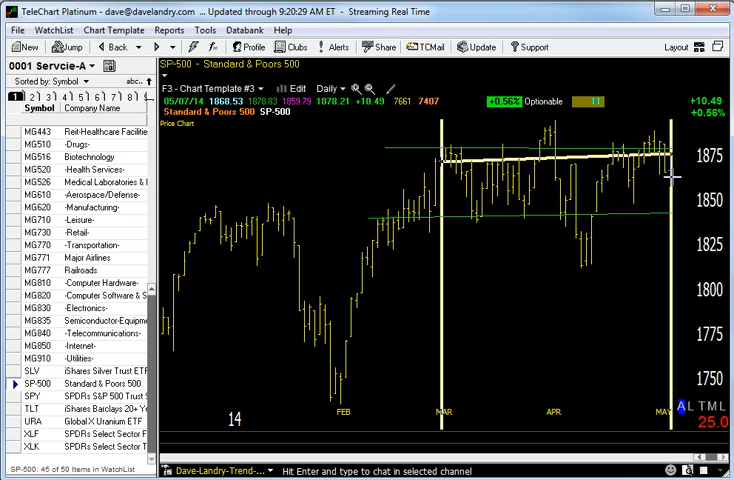 TeleChart Platinum - dave@davelandry.com ... Updated through 9:20:29 AM ET - Streaming Real Time
File WatchList Chart Template Reports Tools Databank Help
New Jump Back Profile Clubs Alerts Share TCMail Update Support Layout
0001 Servcie-A
Sorted by: Symbol abc..
1 2 3 4 5 6 7 8
Symbol Company Name
MG443 Reit-Healthcare Facilitie
MG510 -Drugs-
MG516 Biotechnology
MG520 -Health Services-
MG526 Medical Laboratories &
MG610 -Aerospace/Defense-
MG620 -Manufacturing-
MG710 -Leisure-
MG730 -Retail-
MG770 -Transportation-
MG771 Major Airlines
MG777 Railroads
MG810 -Computer Hardware-
MG820 -Computer Software & S
MG830 -Electronics-
MG835 Semiconductor-Equipme
MG840 -Telecommunications-
MG850 -Internet-
MG910 -Utilities-
SLV iShares Silver Trust ETF
SP-500 Standard & Poors 500
SPY SPDRs S&P 500 Trust S
TLT iShares Barclays 20+ Ye
URA Global X Uranium ETF
XLF SPDRs Select Sector F
XLK SPDRs Select Sector T
SP-500: 45 of 50 Items in WatchList
SP-500 - Standard & Poors 500
F3 - Chart Template #3 Edit Daily
05/07/14 1868.53 1878.83 1859.79 1878.21 +10.49 7661 7407 +0.56% Optionable 11 +10.49
Standard & Poors 500 SP-500 +0.56%
Price Chart
1875
1850
1825
1800
1775
1750
A L T M L
25.0
14 FEB MAR APR MAY
Dave-Landry-Trend-... Hit Enter and type to chat in selected channel